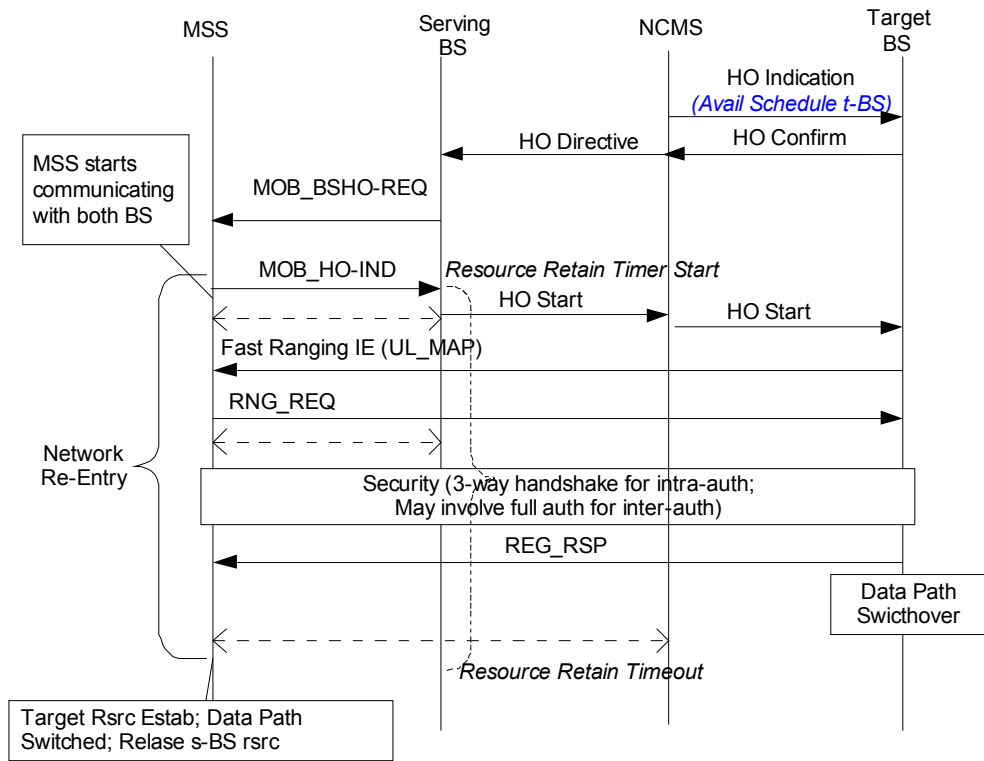 MSS
Serving
BS
NCMS
Target
BS
HO Indication
(Avail Schedule t-BS)
HO Directive
HO Confirm
MSS starts
communicating
with both BS
MOB_BSHO-REQ
MOB_HO-IND
Resource Retain Timer Start
HO Start
HO Start
Fast Ranging IE (UL_MAP)
RNG_REQ
Network
Re-Entry
Security (3-way handshake for intra-auth;
May involve full auth for inter-auth)
REG_RSP
Data Path
Swicthover
Resource Retain Timeout
Target Rsrc Estab; Data Path
Switched; Relase s-BS rsrc